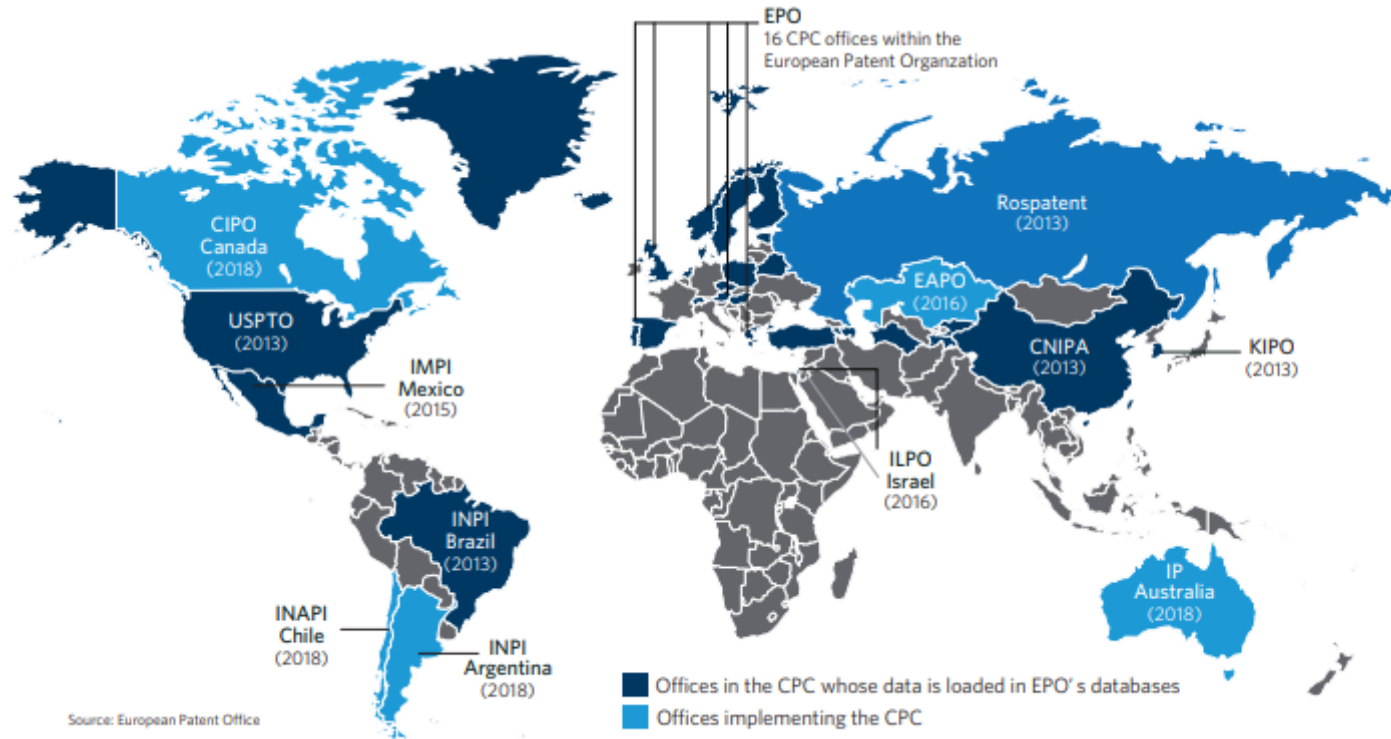 EPO
16 CPC offices within the
European Patent Organzation
CIPO
Canada
(2018)
Rospatent
(2013)
EAPO
(2016)
USPTO
(2013)
CNIPA
(2013)
KIPO
(2013)
IMPI
Mexico
(2015)
ILPO
Israel
(2016)
INPI
Brazil
(2013)
IP
Australia
(2018)
INAPI
Chile
(2018)
INPI
Argentina
(2018)
Offices in the CPC whose data is loaded in EPO's databases
Offices implementing the CPC
Source: European Patent Office